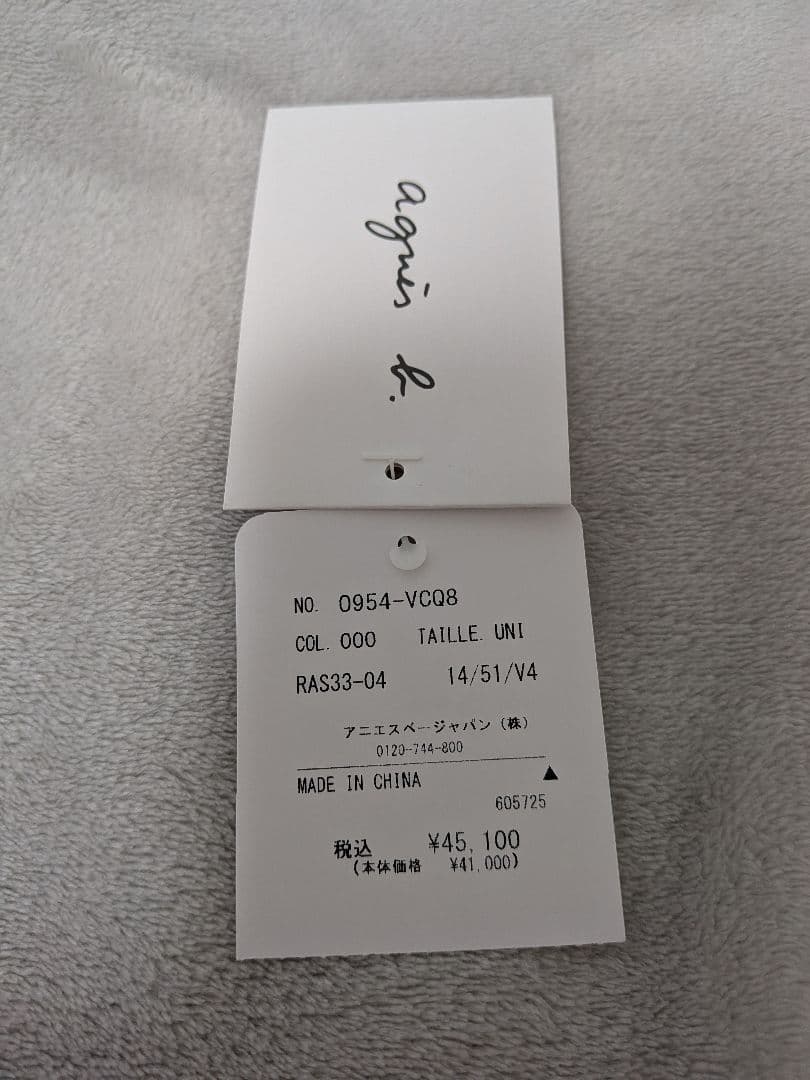 agnès b.
NO. 0954-VCQ8
COL. 000 TAILLE. UNI
RAS33-04 14/51/V4
アニエスベージャパン（株）
0120-744-800
MADE IN CHINA ▲
605725
税込 ¥45,100
(本体価格 ¥41,000)